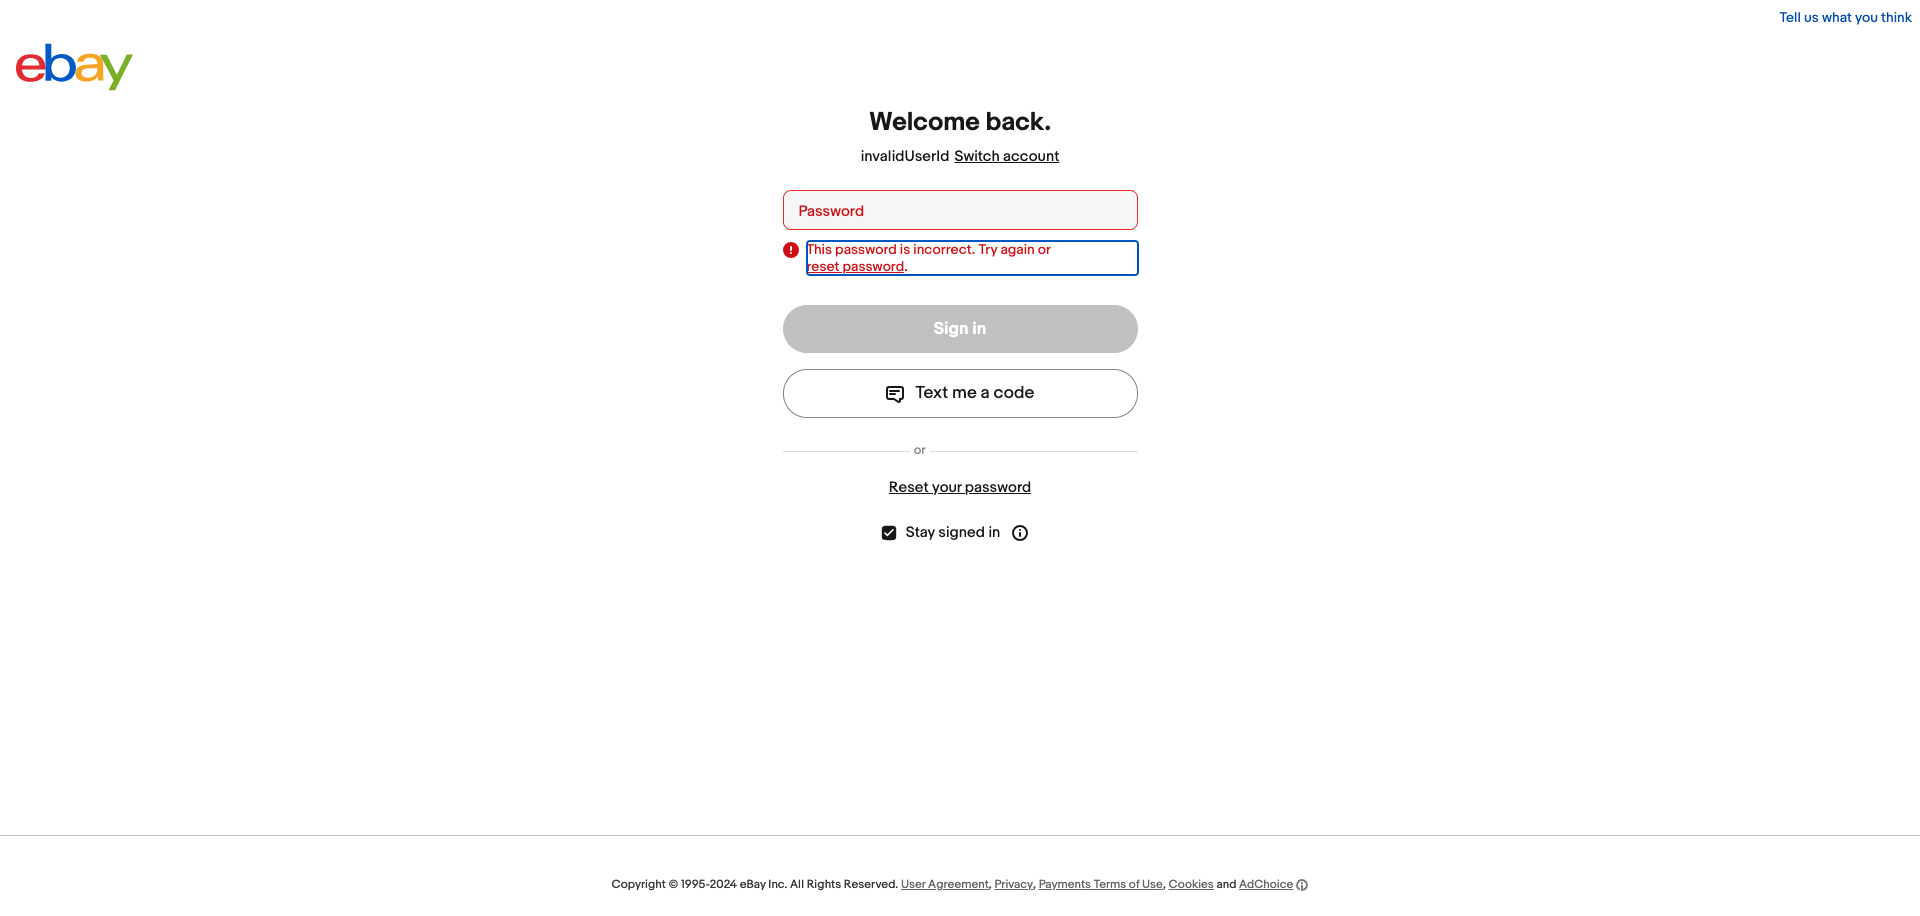 Tell us what you think
ebay
Welcome back.
invalidUserId Switch account
Password
This password is incorrect. Try again or
reset password.
Sign in
Text me a code
or
Reset your password
Stay signed in
Copyright © 1995-2024 eBay Inc. All Rights Reserved. User Agreement, Privacy, Payments Terms of Use, Cookies and AdChoice